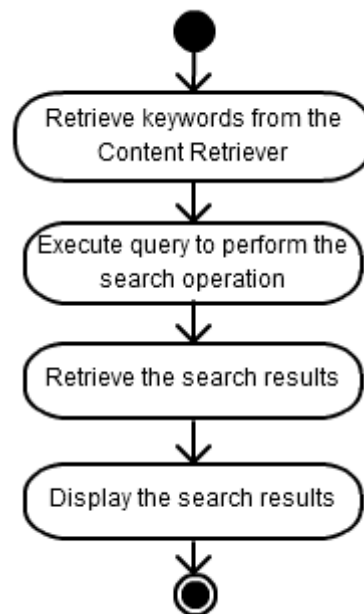 Retrieve keywords from the
Content Retriever
Execute query to perform the
search operation
Retrieve the search results
Display the search results